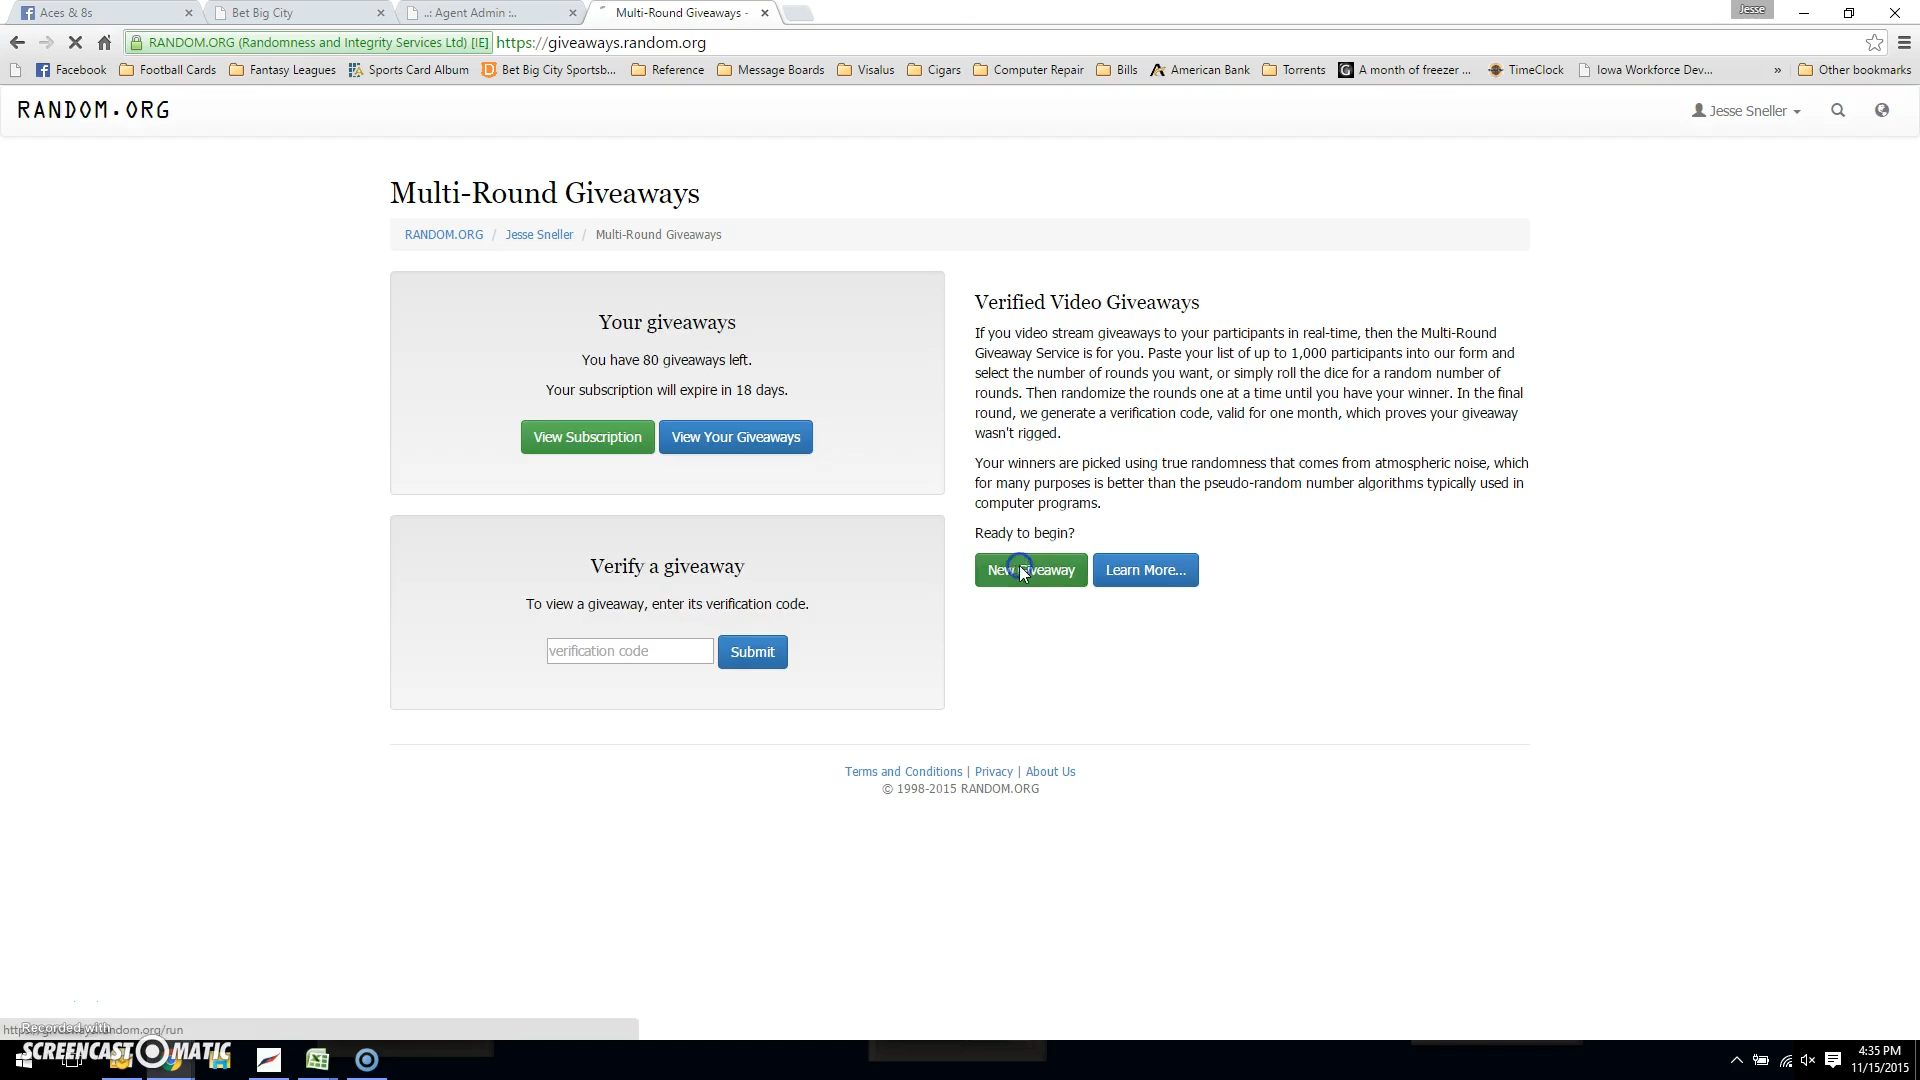 Aces & 8s
Bet Big City
..: Agent Admin :..
Multi-Round Giveaways -
Jesse
RANDOM.ORG (Randomness and Integrity Services Ltd) [IE]
https://giveaways.random.org
Facebook
Football Cards
Fantasy Leagues
Sports Card Album
Bet Big City Sportsb...
Reference
Message Boards
Visalus
Cigars
Computer Repair
Bills
American Bank
Torrents
A month of freezer ...
TimeClock
Iowa Workforce Dev...
»
Other bookmarks
RANDOM.ORG
Jesse Sneller
Multi-Round Giveaways
RANDOM.ORG / Jesse Sneller / Multi-Round Giveaways
Your giveaways
You have 80 giveaways left.
Your subscription will expire in 18 days.
View Subscription
View Your Giveaways
Verify a giveaway
To view a giveaway, enter its verification code.
verification code
Submit
Verified Video Giveaways
If you video stream giveaways to your participants in real-time, then the Multi-Round
Giveaway Service is for you. Paste your list of up to 1,000 participants into our form and
select the number of rounds you want, or simply roll the dice for a random number of
rounds. Then randomize the rounds one at a time until you have your winner. In the final
round, we generate a verification code, valid for one month, which proves your giveaway
wasn't rigged.
Your winners are picked using true randomness that comes from atmospheric noise, which
for many purposes is better than the pseudo-random number algorithms typically used in
computer programs.
Ready to begin?
New Giveaway
Learn More...
Terms and Conditions | Privacy | About Us
© 1998-2015 RANDOM.ORG
https://giveaways.random.org/run
Recorded with
SCREENCAST MATIC
4:35 PM
11/15/2015